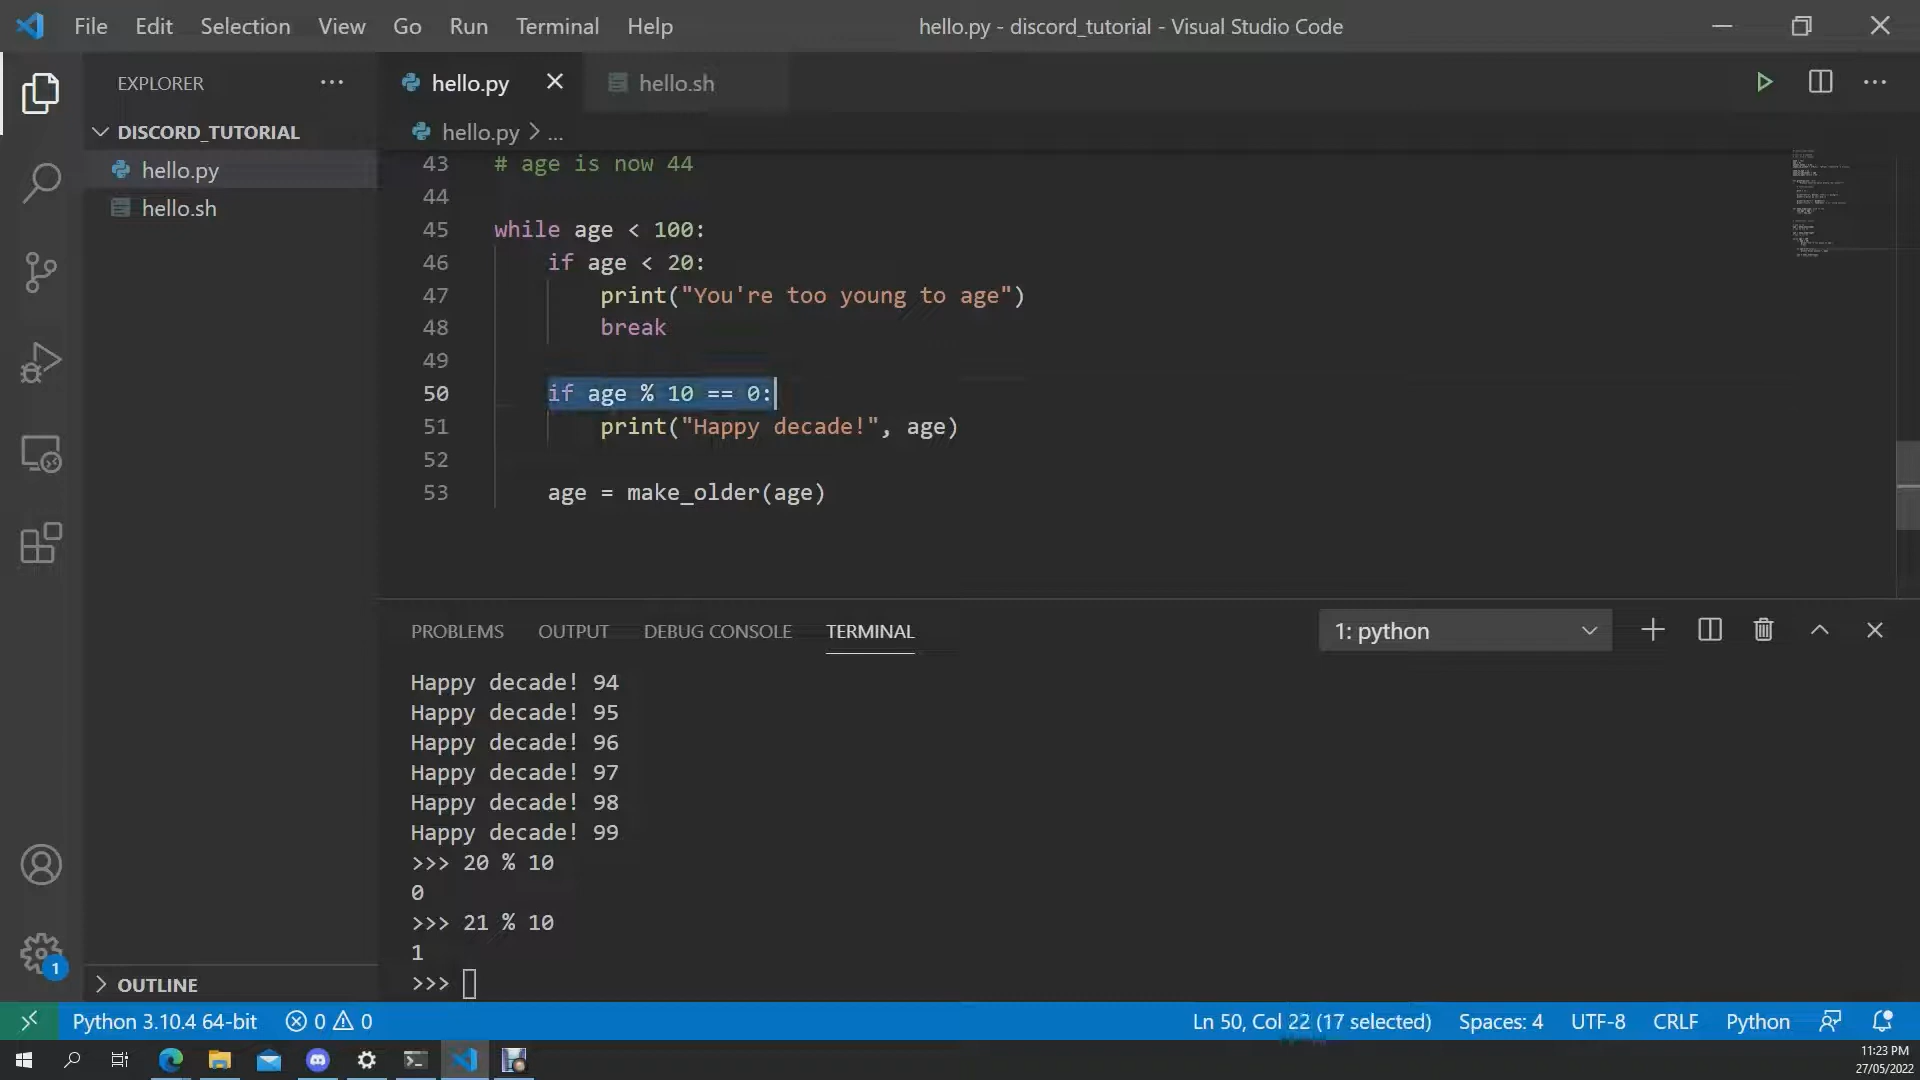 File Edit Selection View Go Run Terminal Help
hello.py - discord_tutorial - Visual Studio Code
EXPLORER
hello.py
hello.sh
DISCORD_TUTORIAL
hello.py > ...
hello.py
hello.sh
43 # age is now 44
44
45 while age < 100:
46 if age < 20:
47 print("You're too young to age")
48 break
49
50 if age % 10 == 0:
51 print("Happy decade!", age)
52
53 age = make_older(age)
PROBLEMS OUTPUT DEBUG CONSOLE TERMINAL
1: python
Happy decade! 94
Happy decade! 95
Happy decade! 96
Happy decade! 97
Happy decade! 98
Happy decade! 99
>>> 20 % 10
0
>>> 21 % 10
1
>>>
OUTLINE
1
Python 3.10.4 64-bit 0 0
Ln 50, Col 22 (17 selected) Spaces: 4 UTF-8 CRLF Python
11:23 PM
27/05/2022